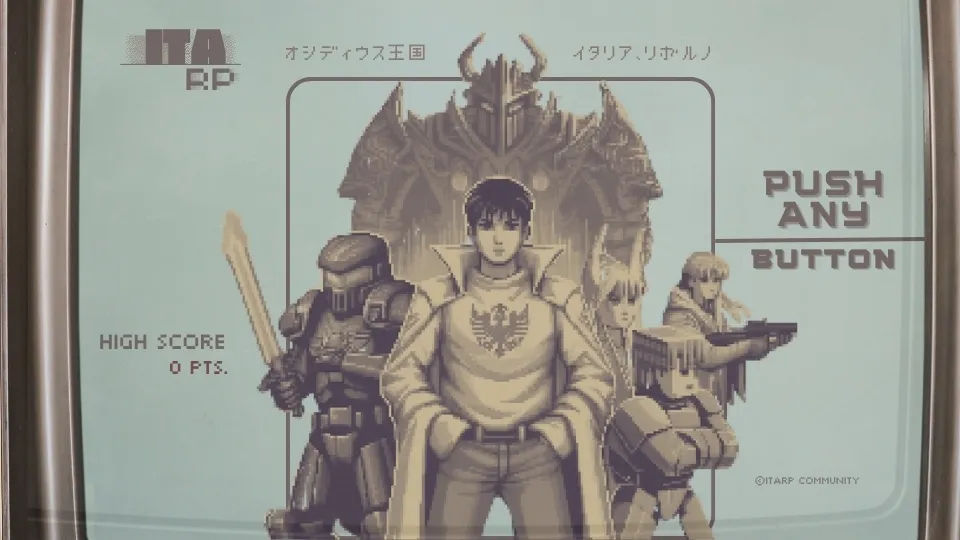 ITA
RP
オシディウス王国
イタリア、リボルノ
PUSH
ANY
BUTTON
HIGH SCORE
0 PTS.
©ITARP COMMUNITY